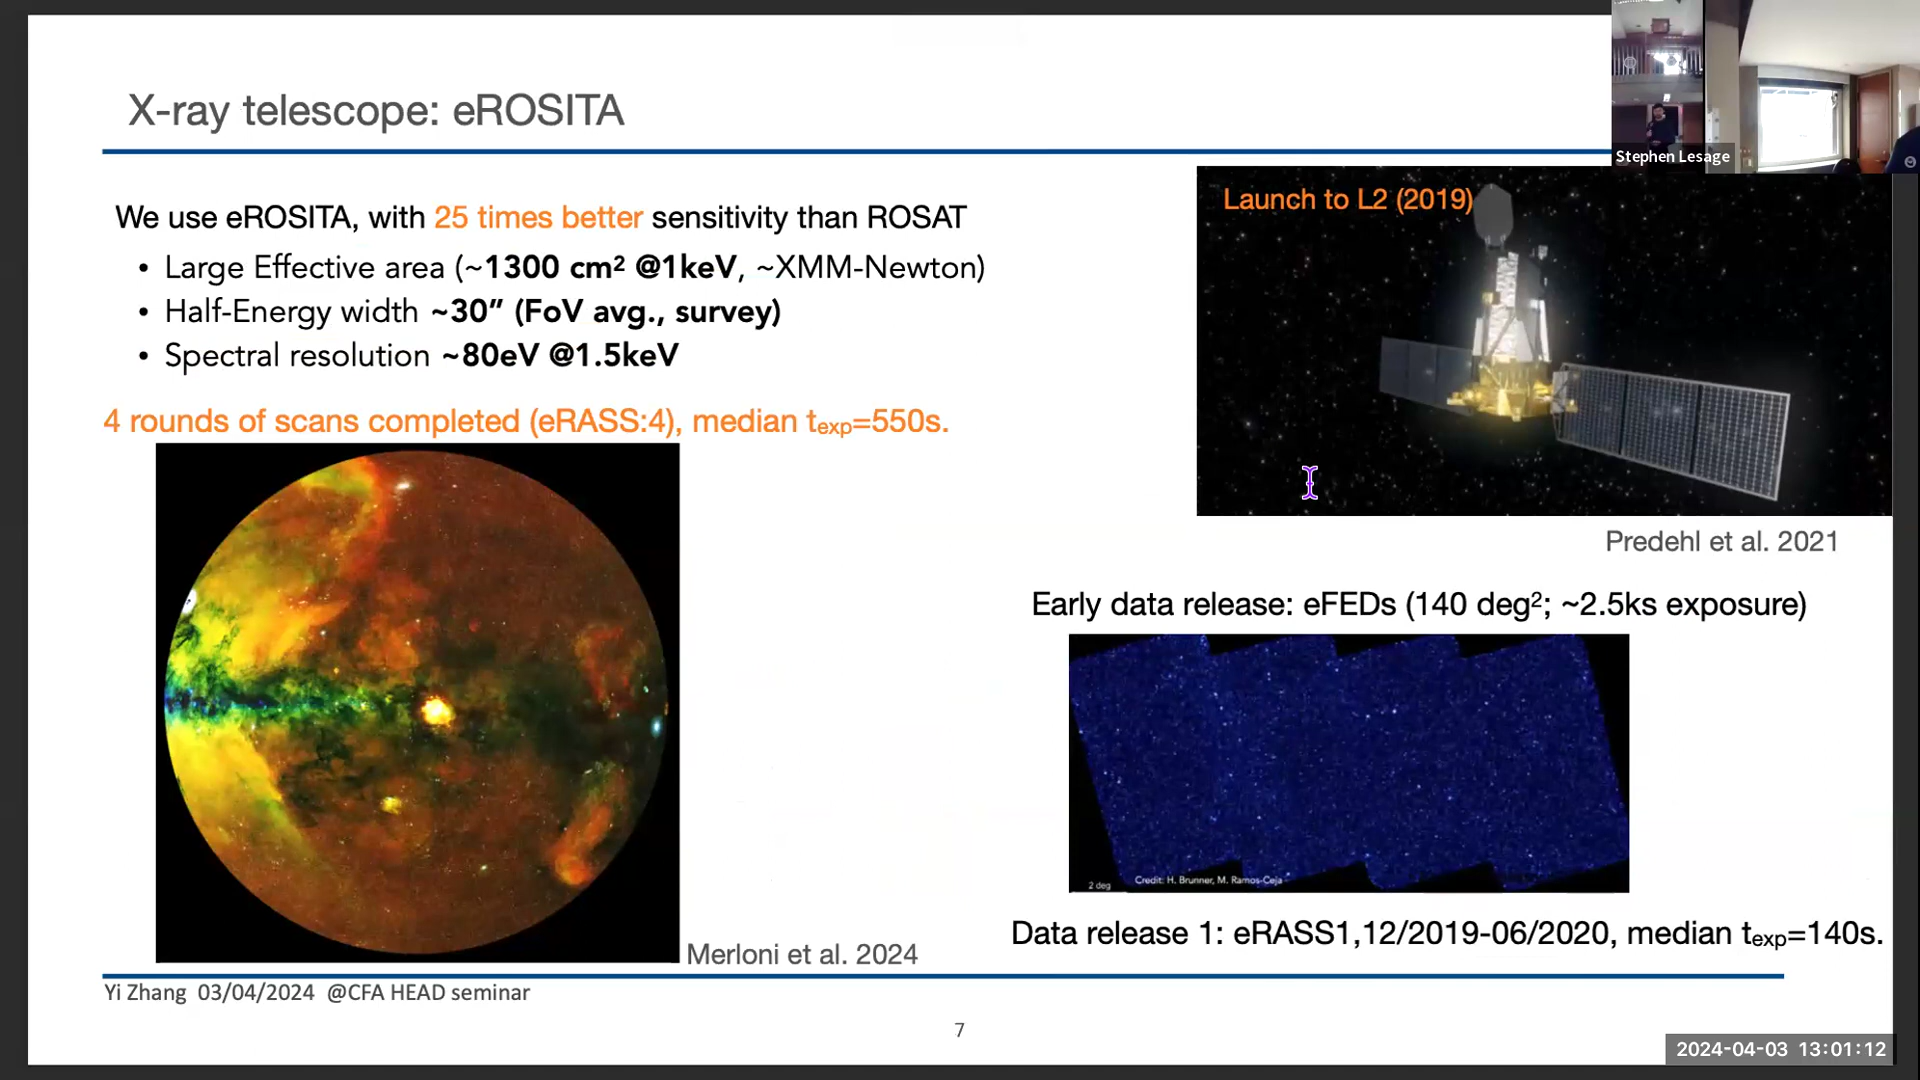 X-ray telescope: eROSITA
Stephen Lesage
We use eROSITA, with 25 times better sensitivity than ROSAT
• Large Effective area (~1300 cm² @1keV, ~XMM-Newton)
• Half-Energy width ~30” (FoV avg., survey)
• Spectral resolution ~80eV @1.5keV
4 rounds of scans completed (eRASS:4), median texp=550s.
Merloni et al. 2024
Launch to L2 (2019)
Predehl et al. 2021
Early data release: eFEDs (140 deg²; ~2.5ks exposure)
2 deg
Credit: H. Brunner, M. Ramos-Ceja
Data release 1: eRASS1,12/2019-06/2020, median texp=140s.
Yi Zhang 03/04/2024 @CFA HEAD seminar
7
2024-04-03 13:01:12